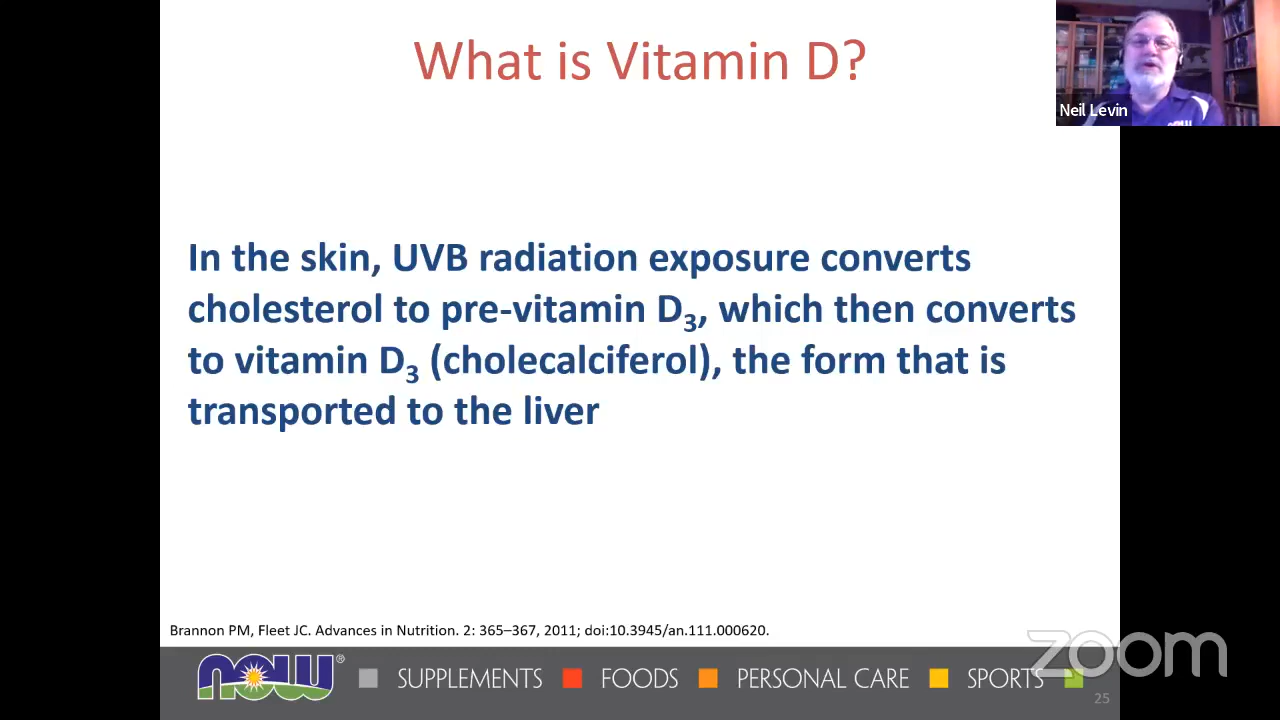 What is Vitamin D?
Neil Levin
NOW
In the skin, UVB radiation exposure converts
cholesterol to pre-vitamin D3, which then converts
to vitamin D3 (cholecalciferol), the form that is
transported to the liver
Brannon PM, Fleet JC. Advances in Nutrition. 2: 365–367, 2011; doi:10.3945/an.111.000620.
zoom
NOW® SUPPLEMENTS FOODS PERSONAL CARE SPORTS
25